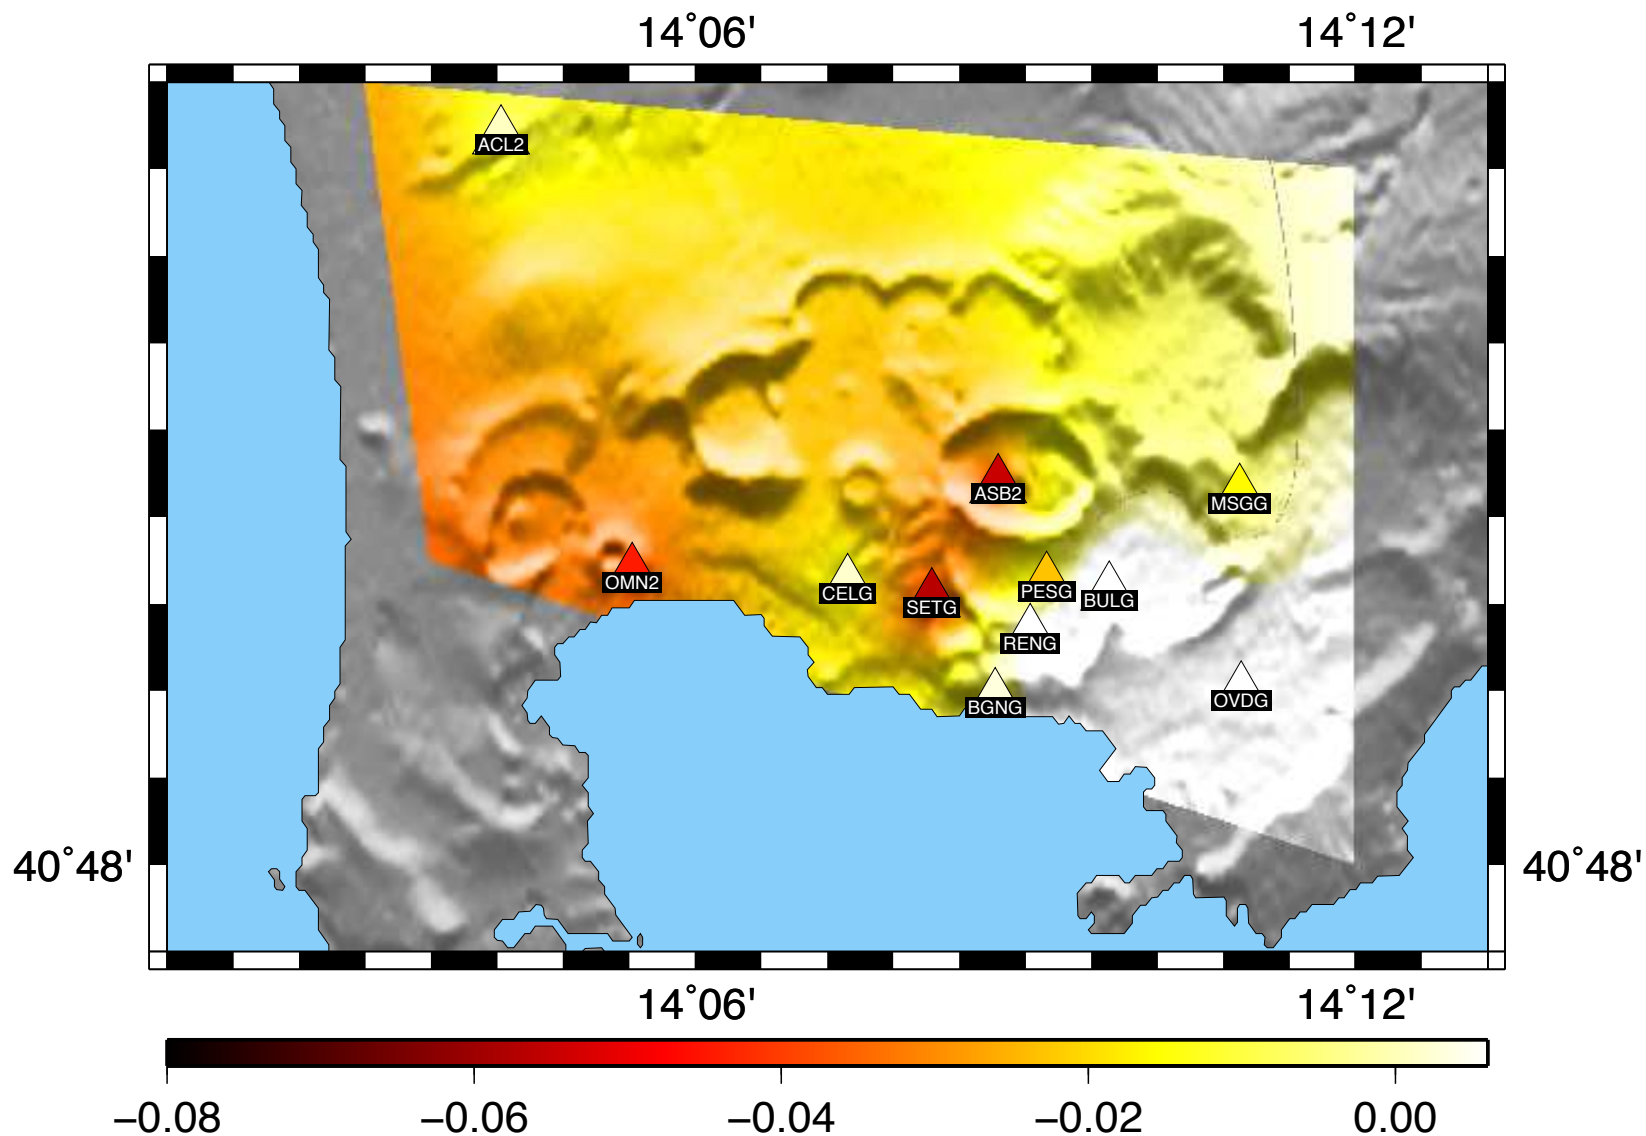 14˚06' 14˚12'
ACL2
ASB2
MSGG
OMN2
CELG
PESG
BULG
SETG
RENG
OVDG
BGNG
40˚48' 40˚48'
14˚06' 14˚12'
−0.08 −0.06 −0.04 −0.02 0.00